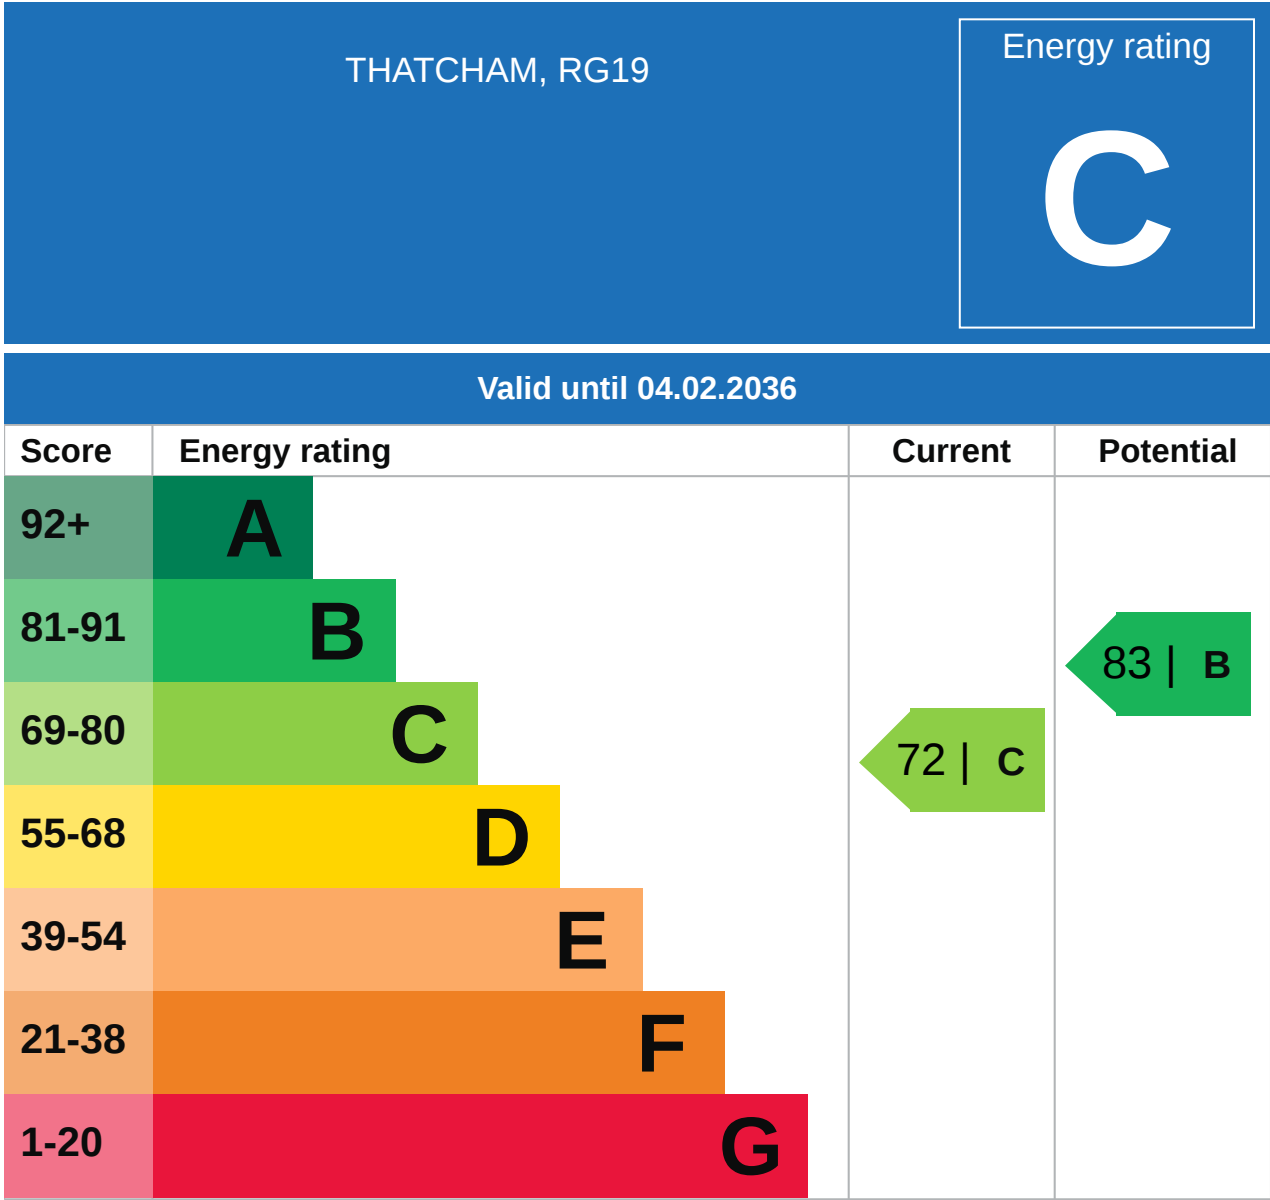 THATCHAM, RG19
Energy rating
C
Valid until 04.02.2036
Score Energy rating Current Potential
92+ A
81-91 B
83 | B
69-80 C
72 | C
55-68 D
39-54 E
21-38 F
1-20 G